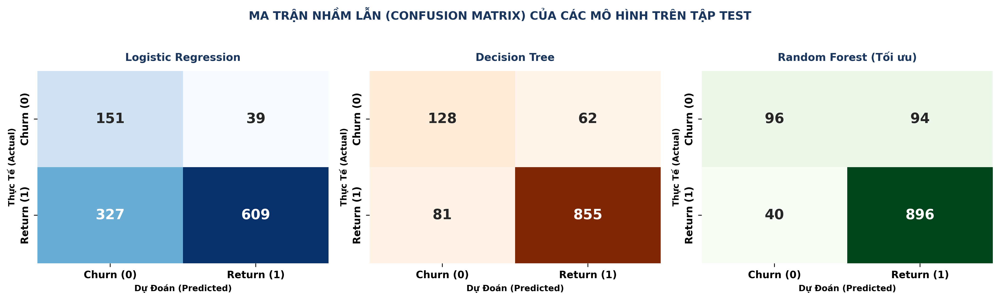 MA TRẬN NHẦM LẪN (CONFUSION MATRIX) CỦA CÁC MÔ HÌNH TRÊN TẬP TEST
Logistic Regression
Thực Tế (Actual)
Churn (0)
Return (1)
151
39
327
609
Churn (0)
Return (1)
Dự Đoán (Predicted)
Decision Tree
Thực Tế (Actual)
Churn (0)
Return (1)
128
62
81
855
Churn (0)
Return (1)
Dự Đoán (Predicted)
Random Forest (Tối ưu)
Thực Tế (Actual)
Churn (0)
Return (1)
96
94
40
896
Churn (0)
Return (1)
Dự Đoán (Predicted)